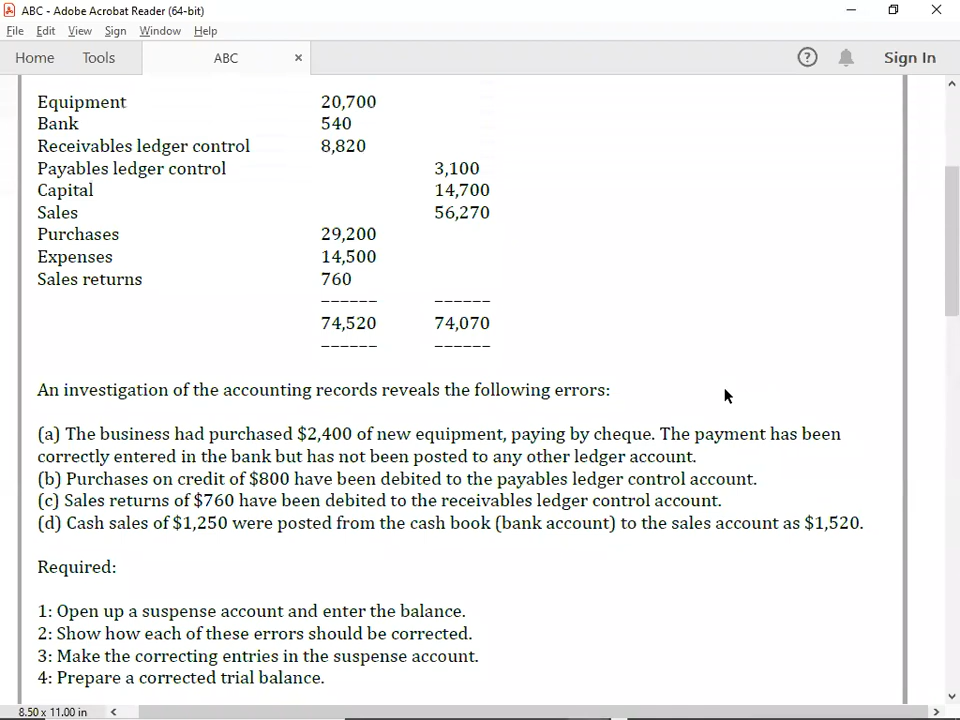 ABC - Adobe Acrobat Reader (64-bit)
File Edit View Sign Window Help
Home Tools ABC × ? Sign In
Equipment 20,700
Bank 540
Receivables ledger control 8,820
Payables ledger control 3,100
Capital 14,700
Sales 56,270
Purchases 29,200
Expenses 14,500
Sales returns 760
------ ------
74,520 74,070
------ ------
An investigation of the accounting records reveals the following errors:
(a) The business had purchased $2,400 of new equipment, paying by cheque. The payment has been
correctly entered in the bank but has not been posted to any other ledger account.
(b) Purchases on credit of $800 have been debited to the payables ledger control account.
(c) Sales returns of $760 have been debited to the receivables ledger control account.
(d) Cash sales of $1,250 were posted from the cash book (bank account) to the sales account as $1,520.
Required:
1: Open up a suspense account and enter the balance.
2: Show how each of these errors should be corrected.
3: Make the correcting entries in the suspense account.
4: Prepare a corrected trial balance.
8.50 x 11.00 in